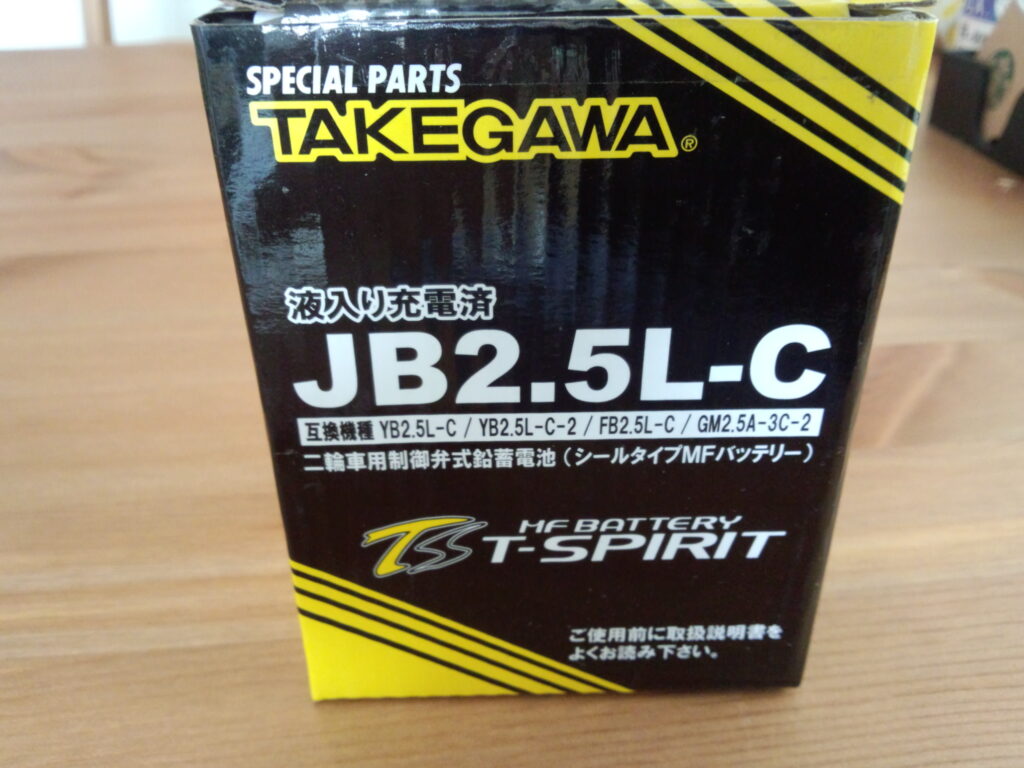 SPECIAL PARTS
TAKEGAWA®
液入り充電済
JB2.5L-C
互換機種 YB2.5L-C / YB2.5L-C-2 / FB2.5L-C / GM2.5A-3C-2
二輪車用制御弁式鉛蓄電池（シールタイプMFバッテリー）
TSS
MF BATTERY
T-SPIRIT
ご使用前に取扱説明書を
よくお読み下さい。